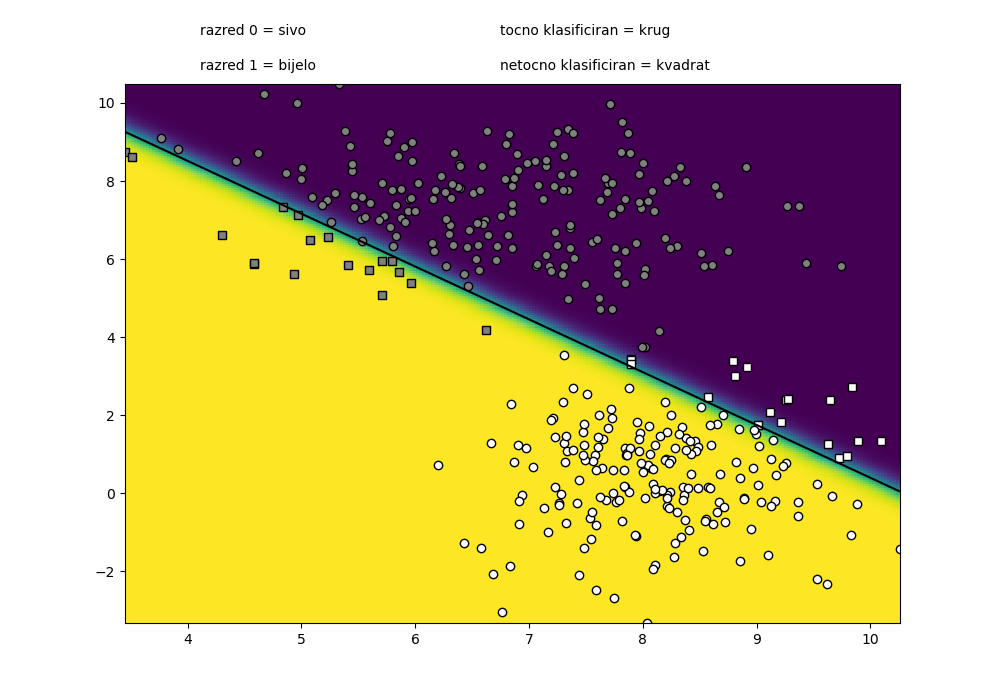 razred 0 = sivo
tocno klasificiran = krug
razred 1 = bijelo
netocno klasificiran = kvadrat
10
8
6
4
2
0
−2
4 5 6 7 8 9 10